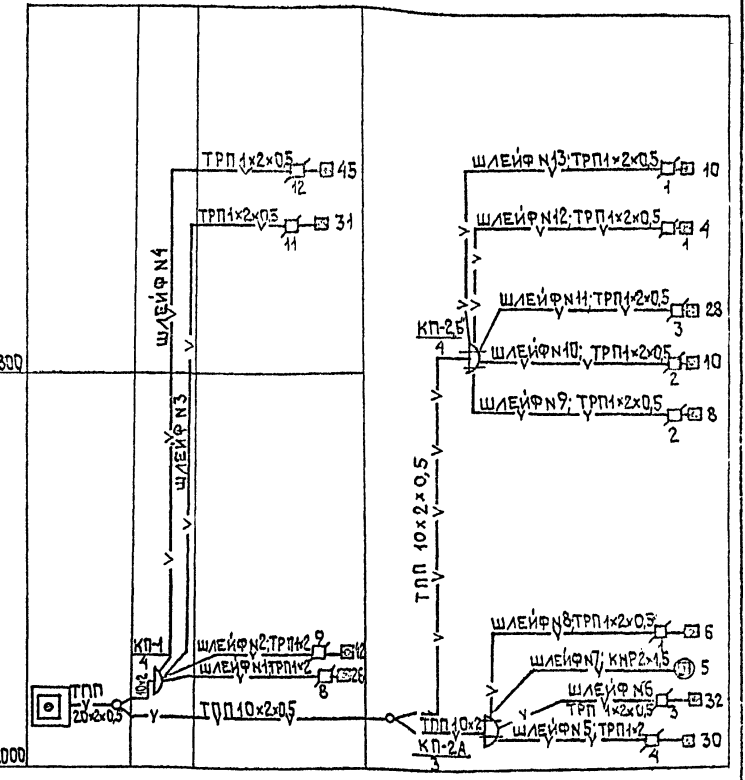 ТРП 1×2×0,5 45
12
ТРП1×2×0,5 31
11
ШЛЕЙФ N4
ШЛЕЙФ N3
300
ШЛЕЙФ N13; ТРП1×2×0,5 10
1
ШЛЕЙФ N12; ТРП1×2×0,5 4
1
ШЛЕЙФ N11; ТРП1×2×0,5 28
3
КП-2Б
4
ШЛЕЙФ N10; ТРП1×2×0,5 10
2
ШЛЕЙФ N9; ТРП1×2×0,5 8
2
ТПП 10×2×0,5
КП-1
4
10×2
ШЛЕЙФ N2; ТРП1×2 9 12
ШЛЕЙФ N1; ТРП1×2 26
8
ТПП
20×2×0,5
ТПП 10×2×0,5
ШЛЕЙФ N8; ТРП1×2×0,5 6
1
ШЛЕЙФ N7; КНР2×1,5 5
ШЛЕЙФ N6 32
ТРП 1×2×0,5 3
ТПП 10×2
ШЛЕЙФ N5; ТРП1×2 30
4
КП-2А
3
000